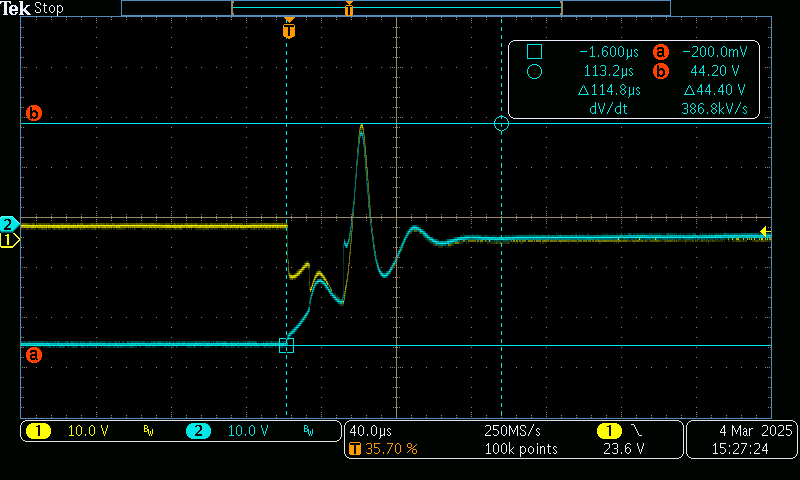 Tek Stop
T
T
−1.600µs a −200.0mV
113.2µs b 44.20 V
△114.8µs △44.40 V
dV/dt 386.8kV/s
b
2
1
a
1 10.0 V BW 2 10.0 V BW
40.0µs 250MS/s 1 23.6 V
T 35.70 % 100k points
4 Mar 2025
15:27:24